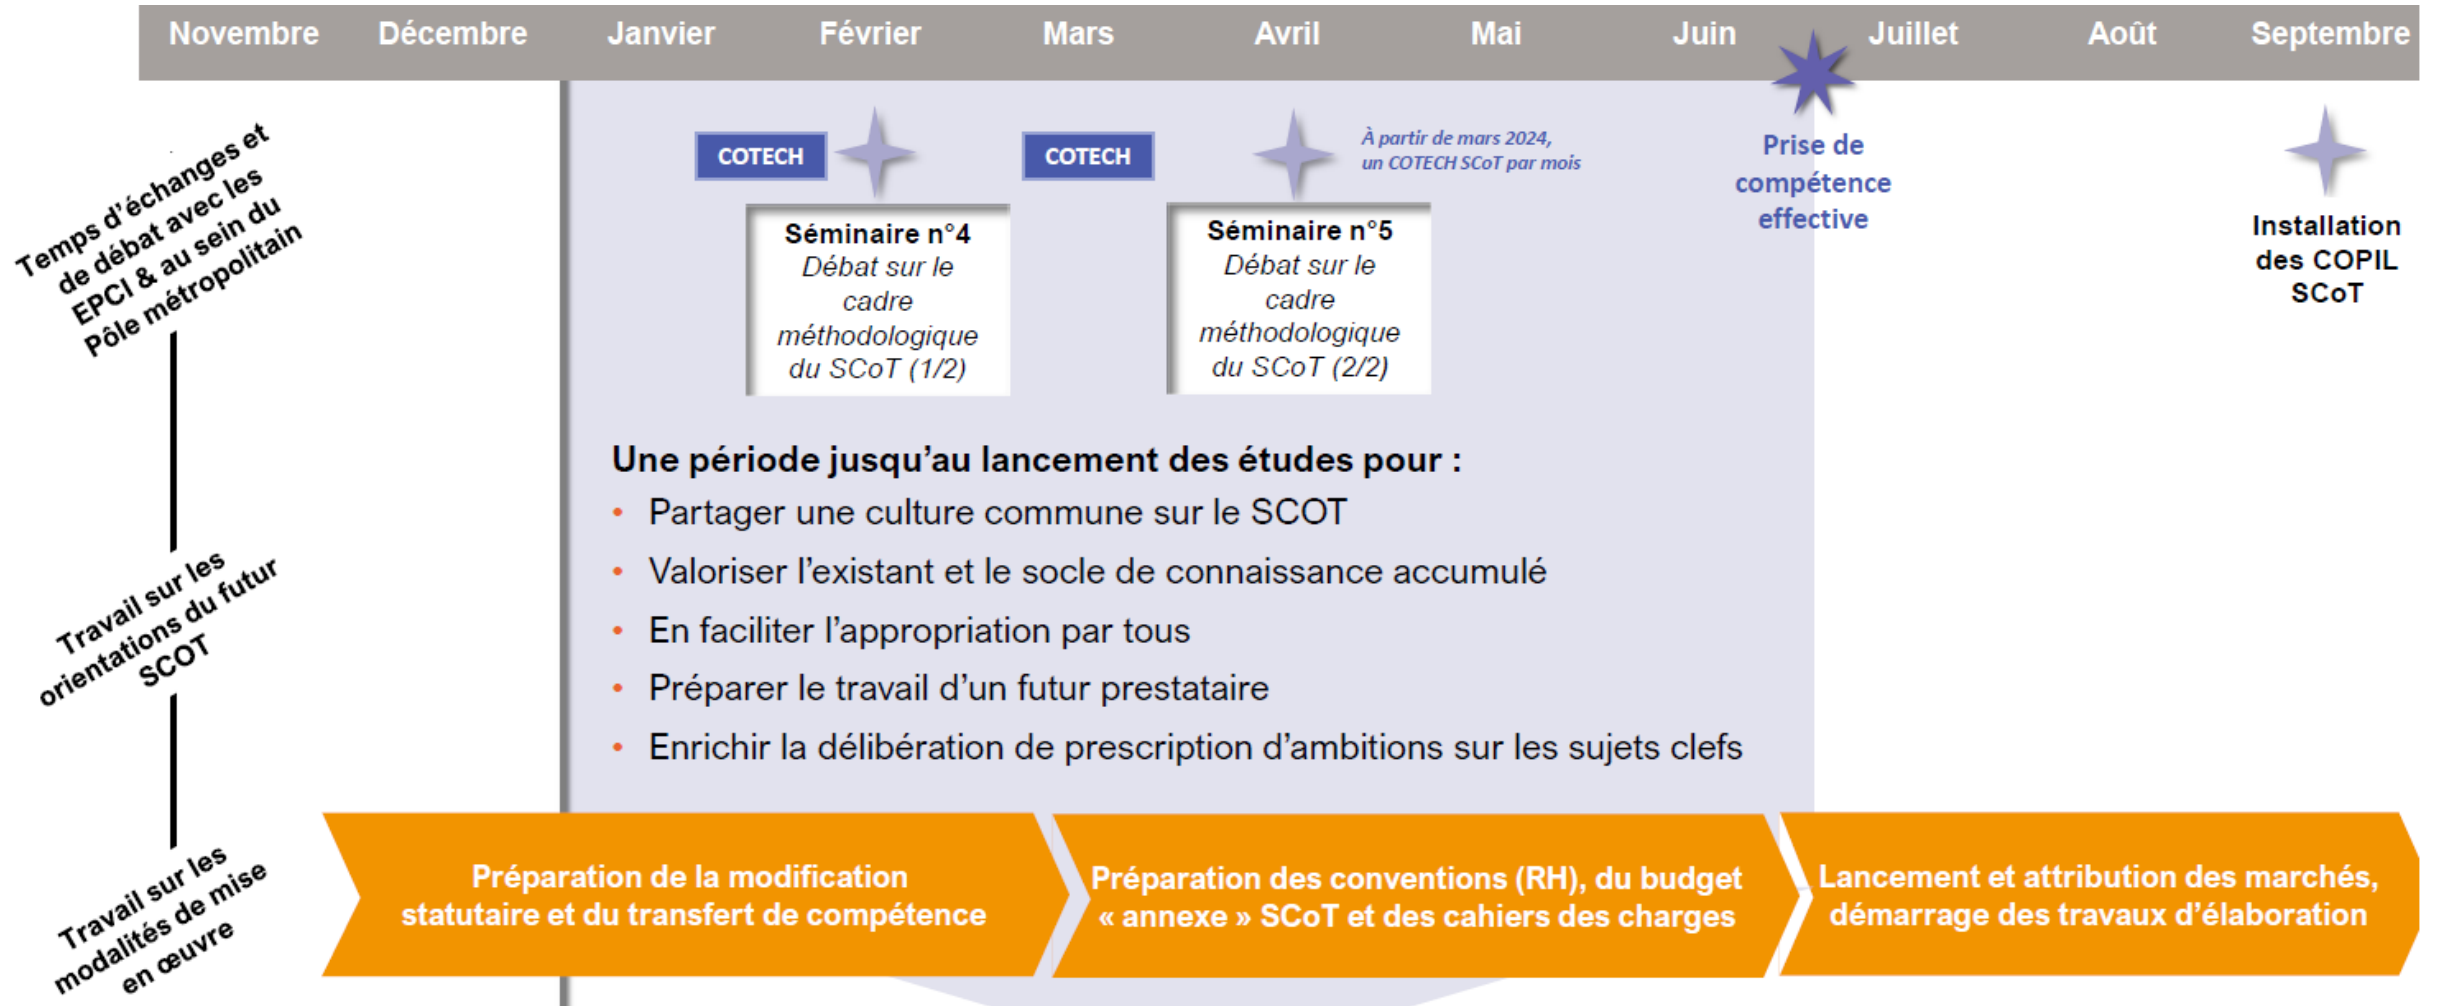 Novembre Décembre Janvier Février Mars Avril Mai Juin Juillet Août Septembre
Temps d'échanges et
de débat avec les
EPCI & au sein du
Pôle métropolitain
COTECH
COTECH
À partir de mars 2024,
un COTECH SCoT par mois
Prise de
compétence
effective
Séminaire n°4
Débat sur le
cadre
méthodologique
du SCoT (1/2)
Séminaire n°5
Débat sur le
cadre
méthodologique
du SCoT (2/2)
Installation
des COPIL
SCoT
Travail sur les
orientations du futur
SCOT
Une période jusqu'au lancement des études pour :
• Partager une culture commune sur le SCOT
• Valoriser l'existant et le socle de connaissance accumulé
• En faciliter l'appropriation par tous
• Préparer le travail d'un futur prestataire
• Enrichir la délibération de prescription d'ambitions sur les sujets clefs
Travail sur les
modalités de mise
en œuvre
Préparation de la modification
statutaire et du transfert de compétence
Préparation des conventions (RH), du budget
« annexe » SCoT et des cahiers des charges
Lancement et attribution des marchés,
démarrage des travaux d'élaboration